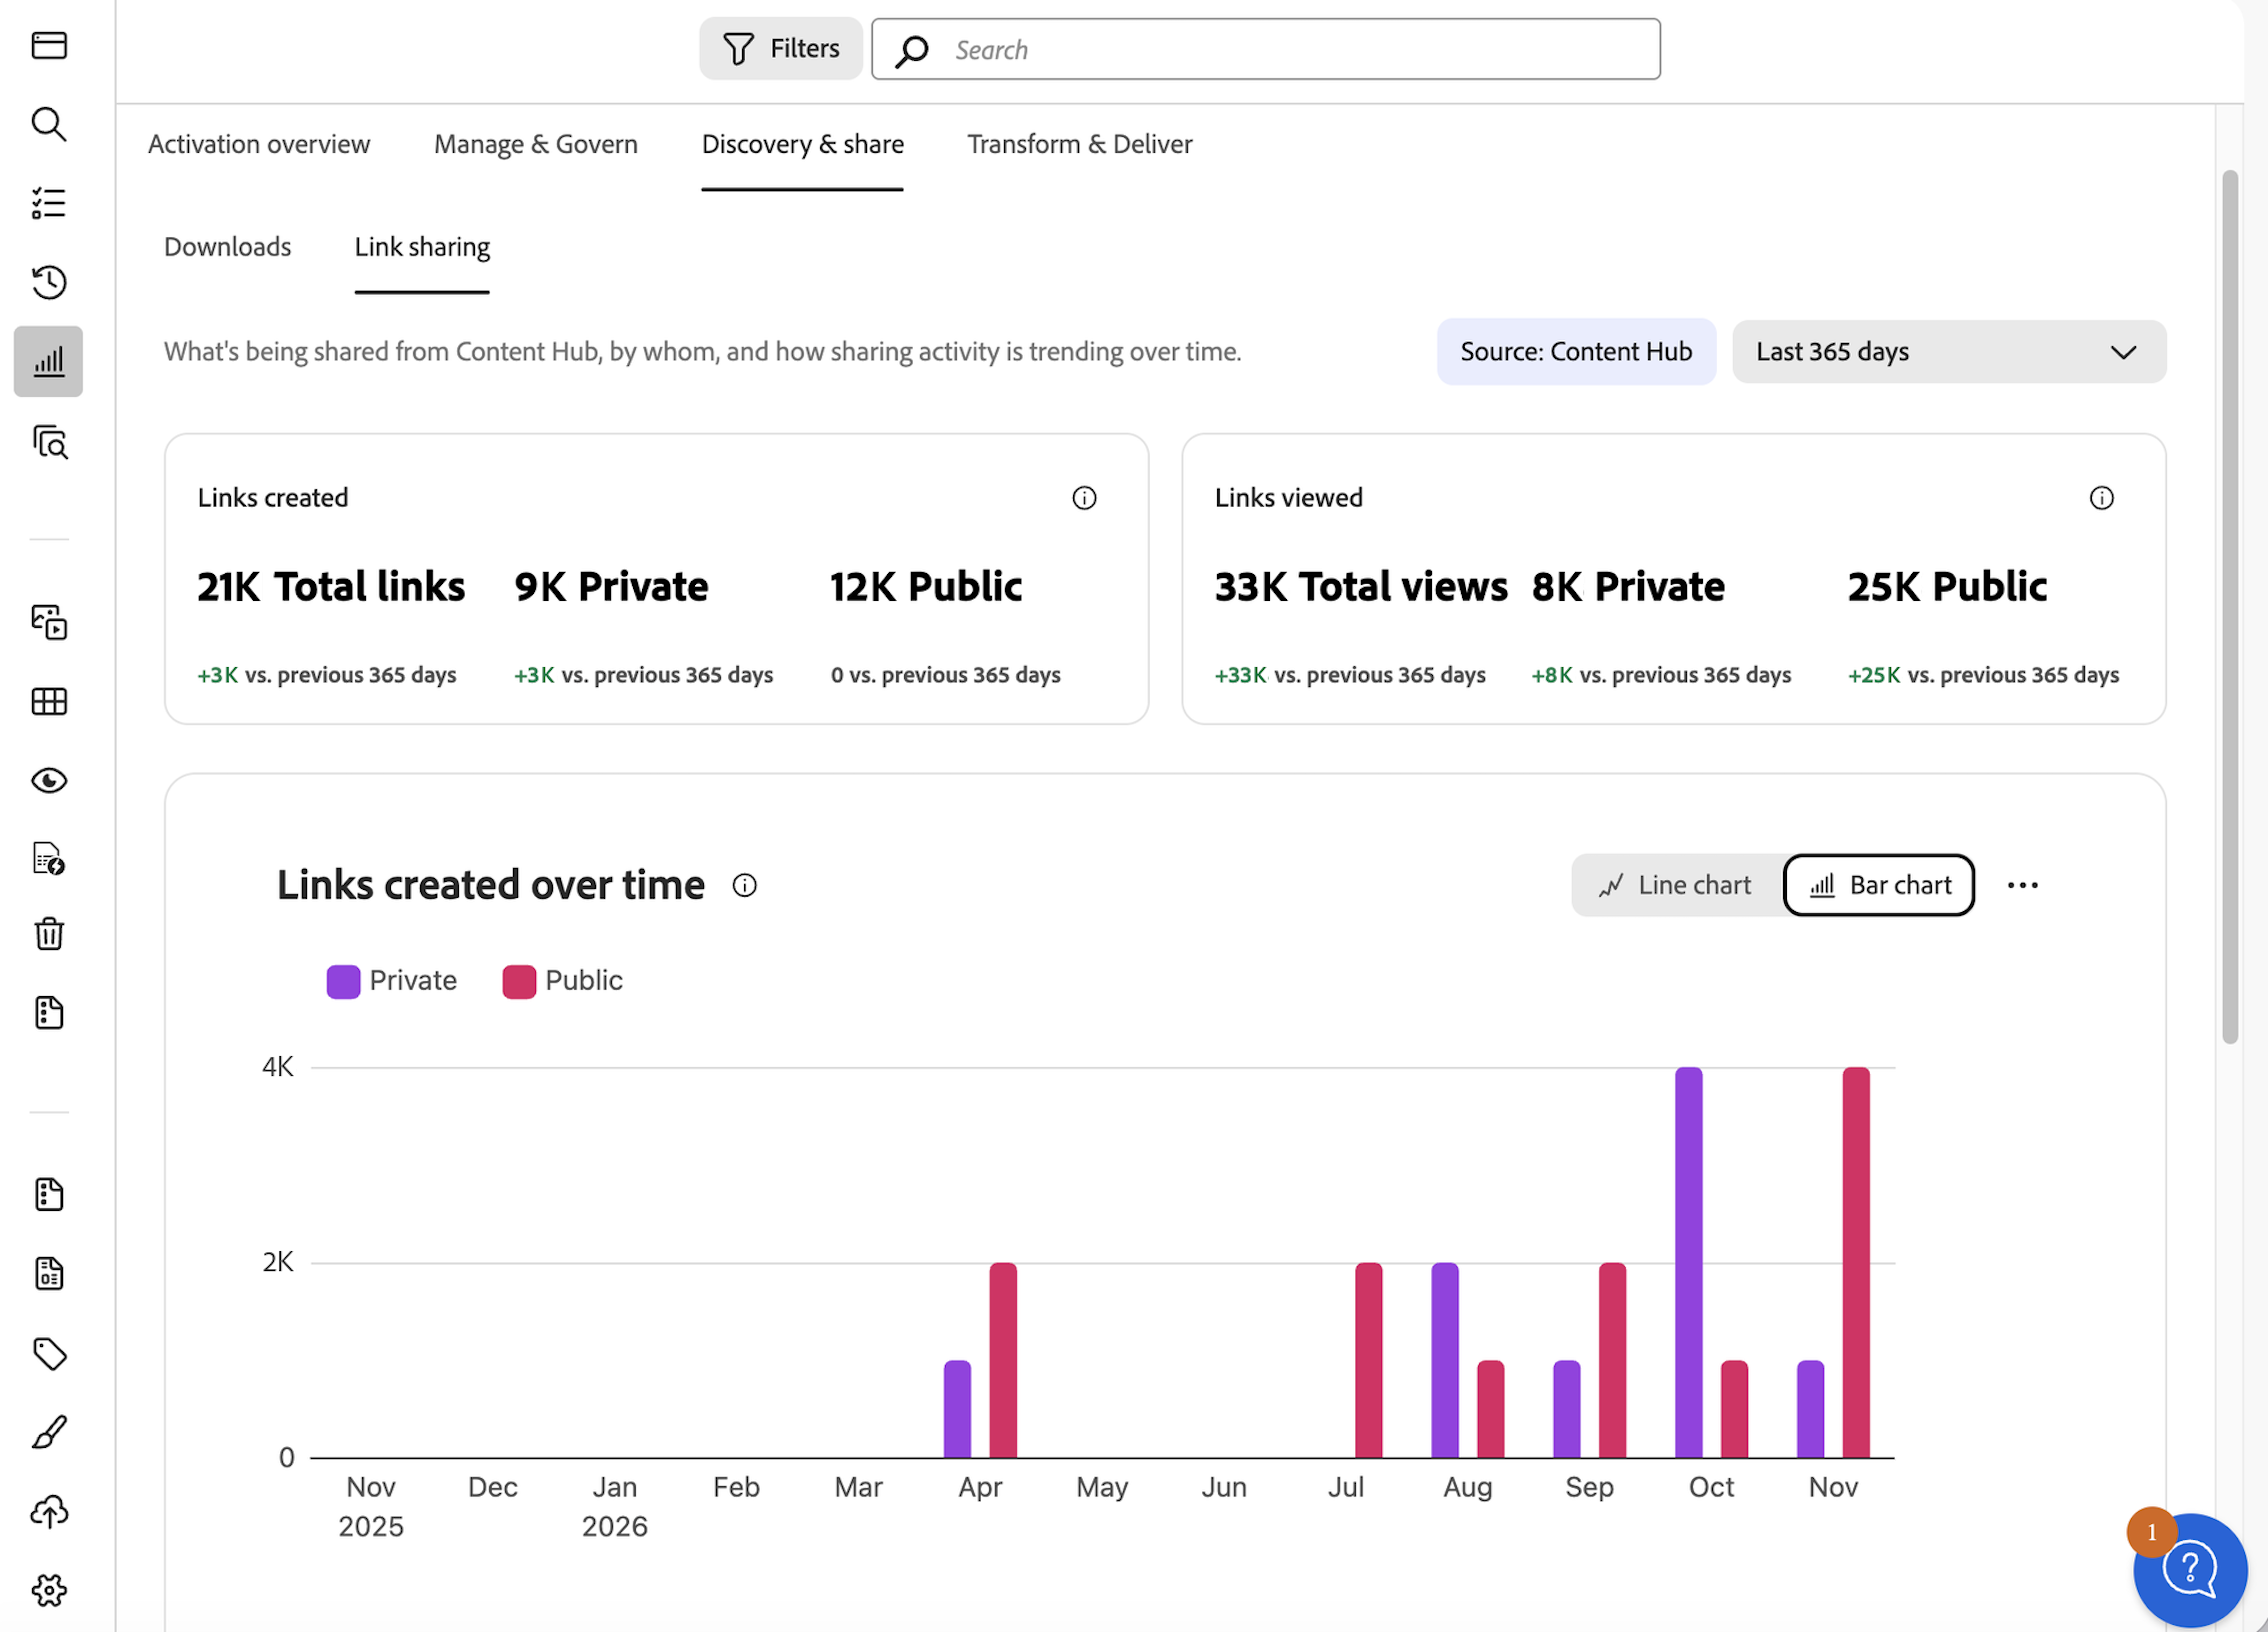 Filters
Search
Activation overview
Manage & Govern
Discovery & share
Transform & Deliver
Downloads
Link sharing
What's being shared from Content Hub, by whom, and how sharing activity is trending over time.
Source: Content Hub
Last 365 days
Links created
21K Total links
9K Private
12K Public
+3K vs. previous 365 days
+3K vs. previous 365 days
0 vs. previous 365 days
Links viewed
33K Total views
8K Private
25K Public
+33K vs. previous 365 days
+8K vs. previous 365 days
+25K vs. previous 365 days
Links created over time
Line chart
Bar chart
Private
Public
4K
2K
0
Nov
2025
Dec
Jan
2026
Feb
Mar
Apr
May
Jun
Jul
Aug
Sep
Oct
Nov
1
?